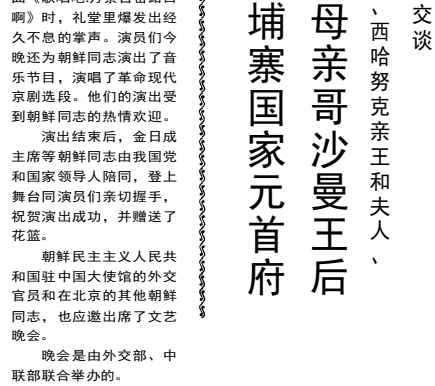 交谈
、西哈努克亲王和夫人、
母亲哥沙曼王后
埔寨国家元首府
啊》时，礼堂里爆发出经
久不息的掌声。演员们今
晚还为朝鲜同志演出了音
乐节目，演唱了革命现代
京剧选段。他们的演出受
到朝鲜同志的热情欢迎。
演出结束后，金日成
主席等朝鲜同志由我国党
和国家领导人陪同，登上
舞台同演员们亲切握手，
祝贺演出成功，并赠送了
花篮。
朝鲜民主主义人民共
和国驻中国大使馆的外交
官员和在北京的其他朝鲜
同志，也应邀出席了文艺
晚会。
晚会是由外交部、中
联部联合举办的。